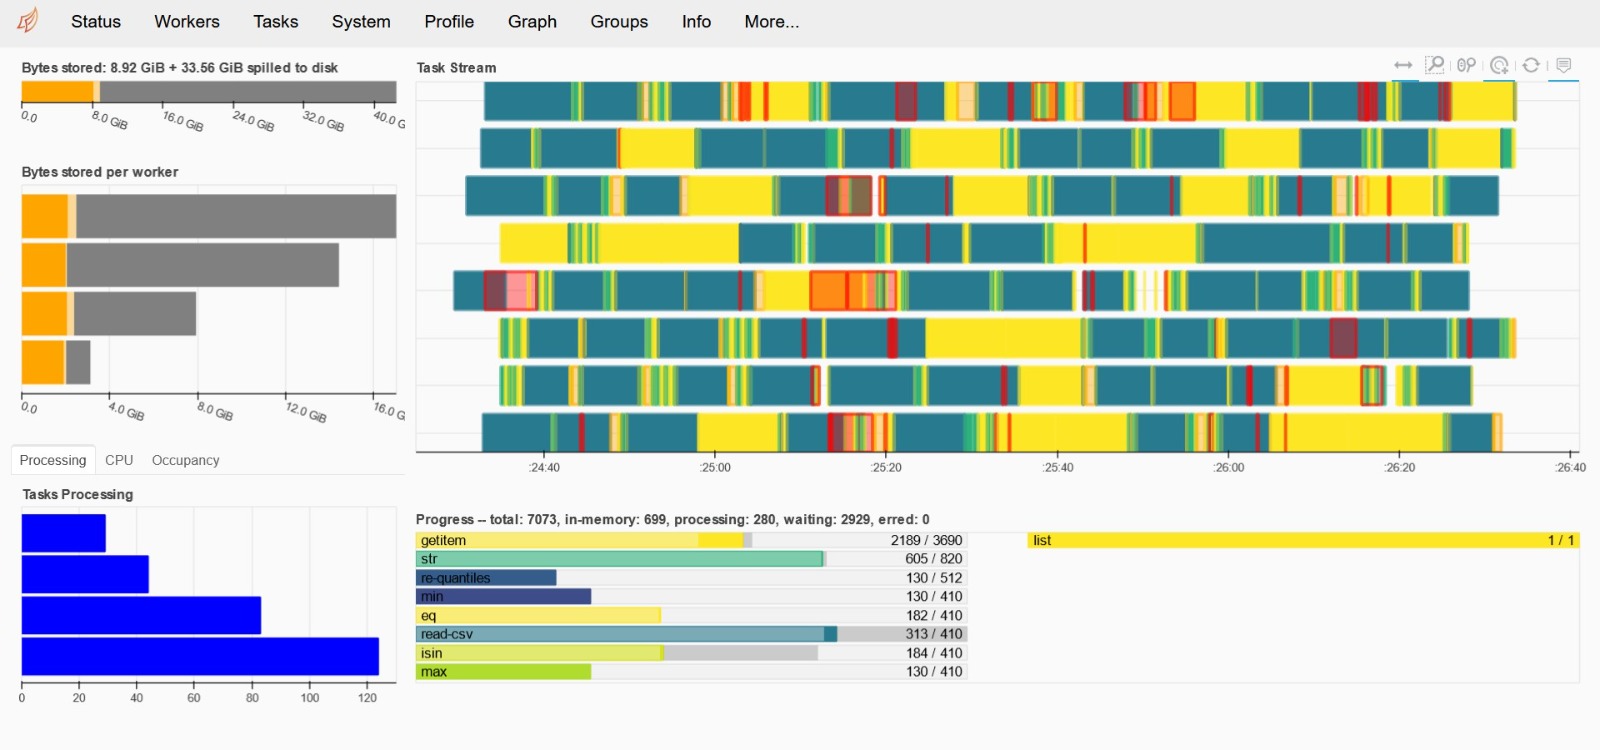 Status Workers Tasks System Profile Graph Groups Info More...
Bytes stored: 8.92 GiB + 33.56 GiB spilled to disk
0.0 8.0 GiB 16.0 GiB 24.0 GiB 32.0 GiB 40.0 G
Bytes stored per worker
0.0 4.0 GiB 8.0 GiB 12.0 GiB 16.0 G
Processing CPU Occupancy
Tasks Processing
0 20 40 60 80 100 120
Task Stream
:24:40 :25:00 :25:20 :25:40 :26:00 :26:20 :26:40
Progress -- total: 7073, in-memory: 699, processing: 280, waiting: 2929, erred: 0
getitem 2189 / 3690
str 605 / 820
re-quantiles 130 / 512
min 130 / 410
eq 182 / 410
read-csv 313 / 410
isin 184 / 410
max 130 / 410
list 1 / 1